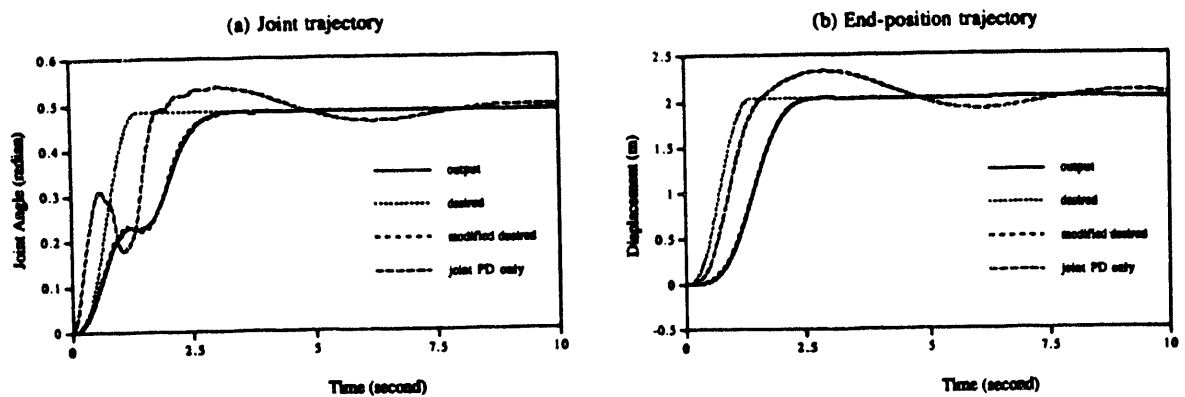 (a) Joint trajectory
0.6
0.5
0.4
0.3
0.2
0.1
0
0
2.5
5
7.5
10
Joint Angle (radian)
Time (second)
output
desired
modified desired
joint PD only
(b) End-position trajectory
2.5
2
1.5
1
0.5
0
-0.5
0
2.5
5
7.5
10
Displacement (m)
Time (second)
output
desired
modified desired
joint PD only